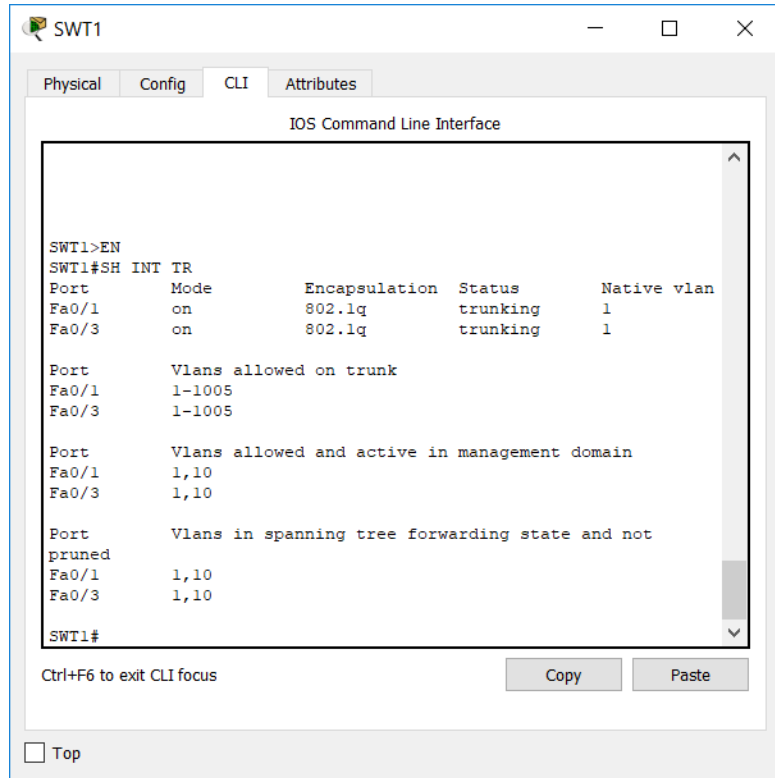 SWT1
Physical Config CLI Attributes
IOS Command Line Interface
SWT1>EN
SWT1#SH INT TR
Port Mode Encapsulation Status Native vlan
Fa0/1 on 802.1q trunking 1
Fa0/3 on 802.1q trunking 1
Port Vlans allowed on trunk
Fa0/1 1-1005
Fa0/3 1-1005
Port Vlans allowed and active in management domain
Fa0/1 1,10
Fa0/3 1,10
Port Vlans in spanning tree forwarding state and not
pruned
Fa0/1 1,10
Fa0/3 1,10
SWT1#
Ctrl+F6 to exit CLI focus Copy Paste
Top